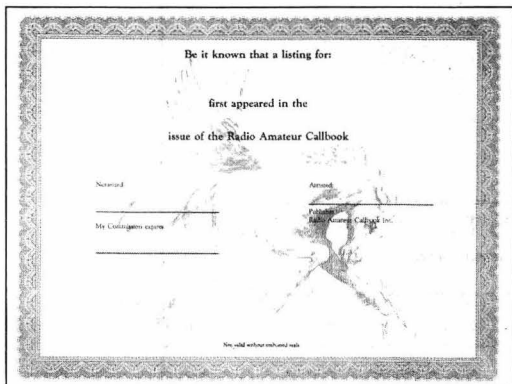 Be it known that a listing for:
first appeared in the
issue of the Radio Amateur Callbook
Notarized
Attested
Publisher
Radio Amateur Callbook Inc.
My Commission expires
Not valid without embossed seals